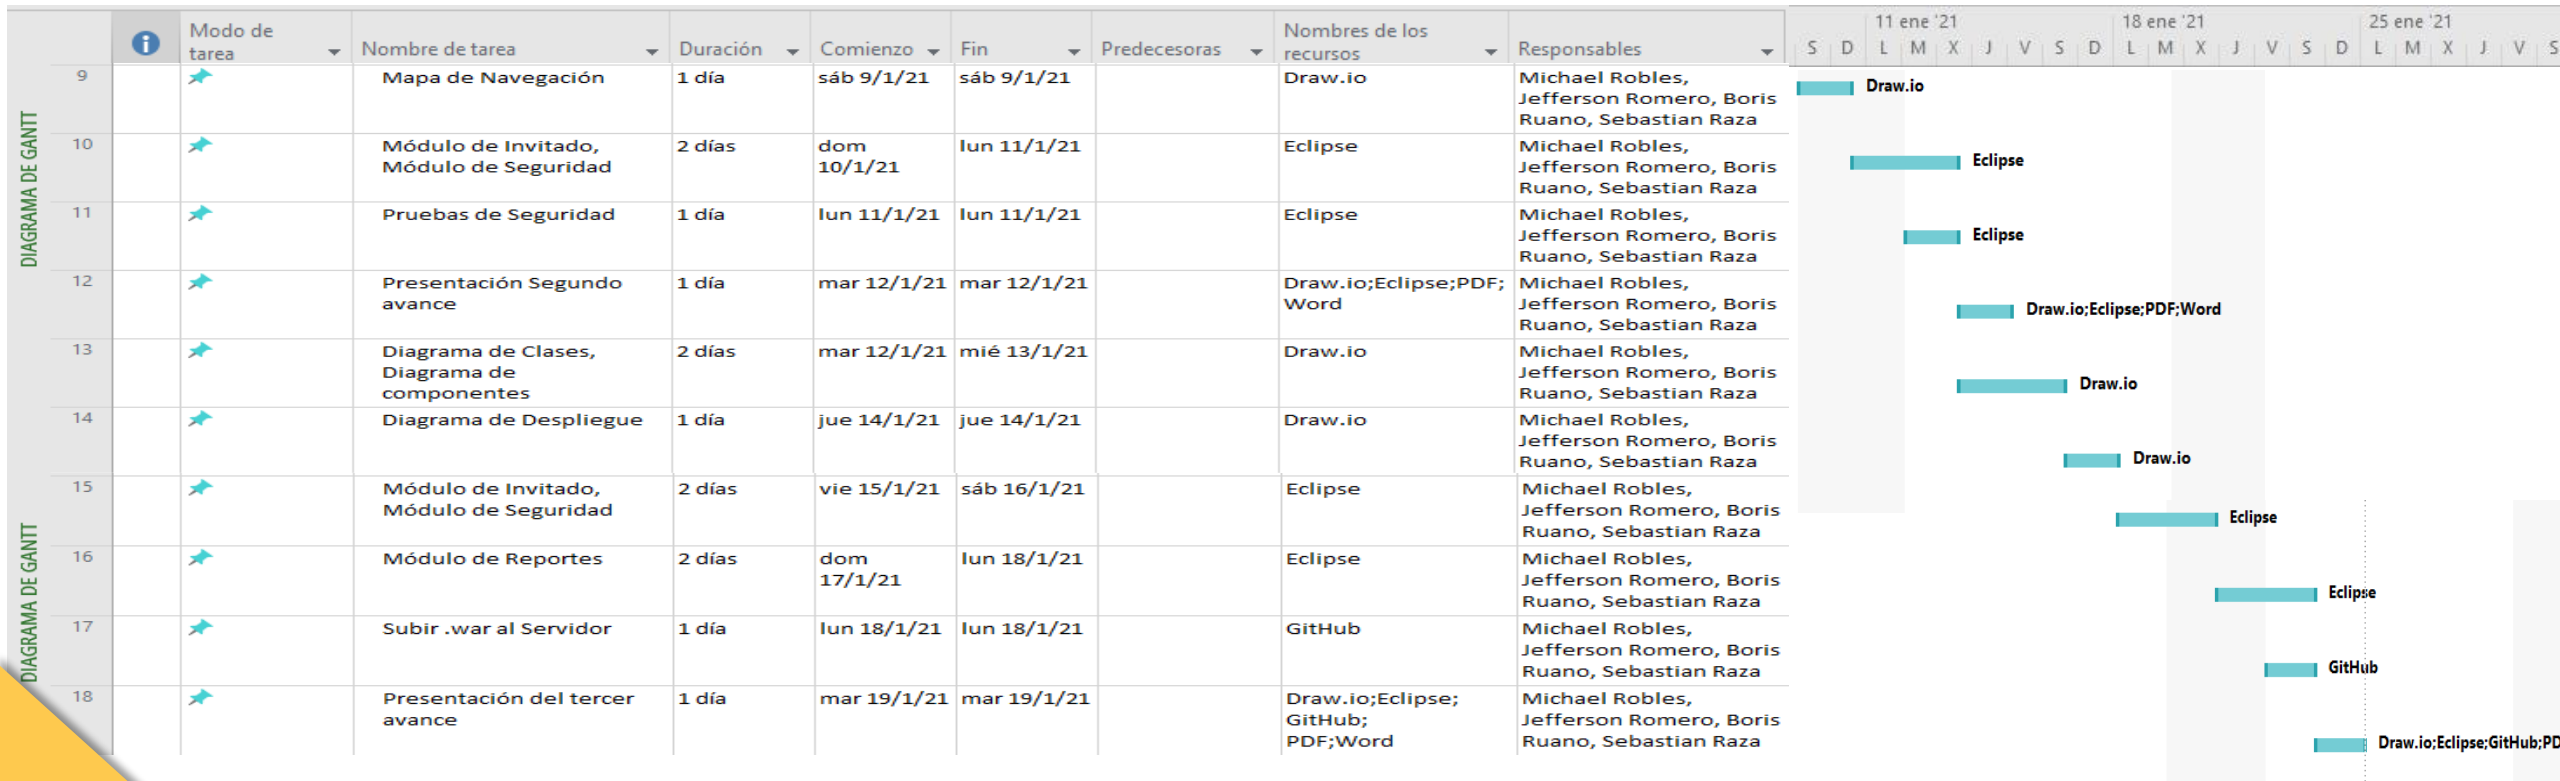 DIAGRAMA DE GANTT
Modo de tarea
Nombre de tarea
Duración
Comienzo
Fin
Predecesoras
Nombres de los recursos
Responsables
11 ene '21
18 ene '21
25 ene '21
S D L M X J V S D L M X J V S D L M X J V S
9 Mapa de Navegación 1 día sáb 9/1/21 sáb 9/1/21 Draw.io Michael Robles,
Jefferson Romero, Boris
Ruano, Sebastian Raza
Draw.io
10 Módulo de Invitado, 2 días dom lun 11/1/21 Eclipse Michael Robles,
Módulo de Seguridad 10/1/21 Jefferson Romero, Boris
Ruano, Sebastian Raza
Eclipse
11 Pruebas de Seguridad 1 día lun 11/1/21 lun 11/1/21 Eclipse Michael Robles,
Jefferson Romero, Boris
Ruano, Sebastian Raza
Eclipse
12 Presentación Segundo 1 día mar 12/1/21 mar 12/1/21 Draw.io;Eclipse;PDF; Michael Robles,
avance Word Jefferson Romero, Boris
Ruano, Sebastian Raza
Draw.io;Eclipse;PDF;Word
13 Diagrama de Clases, 2 días mar 12/1/21 mié 13/1/21 Draw.io Michael Robles,
Diagrama de Jefferson Romero, Boris
componentes Ruano, Sebastian Raza
Draw.io
14 Diagrama de Despliegue 1 día jue 14/1/21 jue 14/1/21 Draw.io Michael Robles,
Jefferson Romero, Boris
Ruano, Sebastian Raza
Draw.io
DIAGRAMA DE GANTT
15 Módulo de Invitado, 2 días vie 15/1/21 sáb 16/1/21 Eclipse Michael Robles,
Módulo de Seguridad Jefferson Romero, Boris
Ruano, Sebastian Raza
Eclipse
16 Módulo de Reportes 2 días dom lun 18/1/21 Eclipse Michael Robles,
17/1/21 Jefferson Romero, Boris
Ruano, Sebastian Raza
Eclipse
17 Subir .war al Servidor 1 día lun 18/1/21 lun 18/1/21 GitHub Michael Robles,
Jefferson Romero, Boris
Ruano, Sebastian Raza
GitHub
18 Presentación del tercer 1 día mar 19/1/21 mar 19/1/21 Draw.io;Eclipse; Michael Robles,
avance GitHub; Jefferson Romero, Boris
PDF;Word Ruano, Sebastian Raza
Draw.io;Eclipse;GitHub;PD